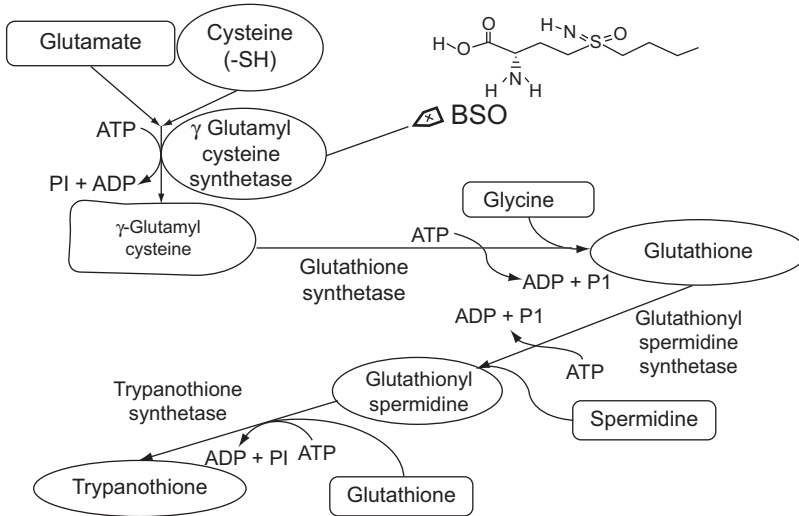 Glutamate
Cysteine
(-SH)
H
N
O
S
O
H
O
N
H
H
ATP
γ Glutamyl
cysteine
synthetase
BSO
PI + ADP
γ-Glutamyl
cysteine
Glycine
ATP
Glutathione
Glutathione
synthetase
ADP + P1
ADP + P1
Glutathionyl
spermidine
synthetase
ATP
Trypanothione
synthetase
Glutathionyl
spermidine
Spermidine
ADP + PI
ATP
Trypanothione
Glutathione